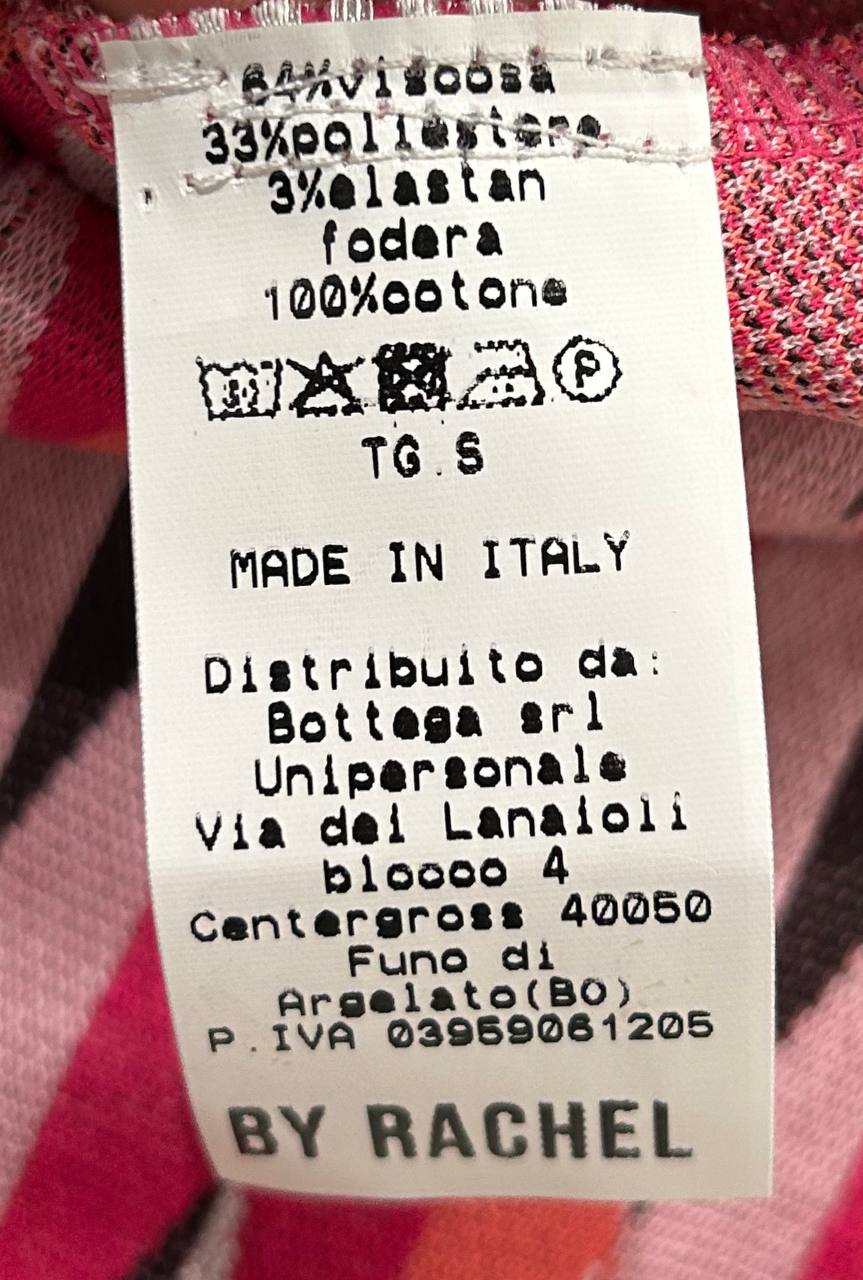 64%viscosa
33%poliestere
3%elastan
fodera
100%cotone
30 P
TG.S
MADE IN ITALY
Distribuito da:
Bottega srl
Unipersonale
Via dei Lanaioli
blocco 4
Centergross 40050
Funo di
Argelato(BO)
P.IVA 03959061205
BY RACHEL